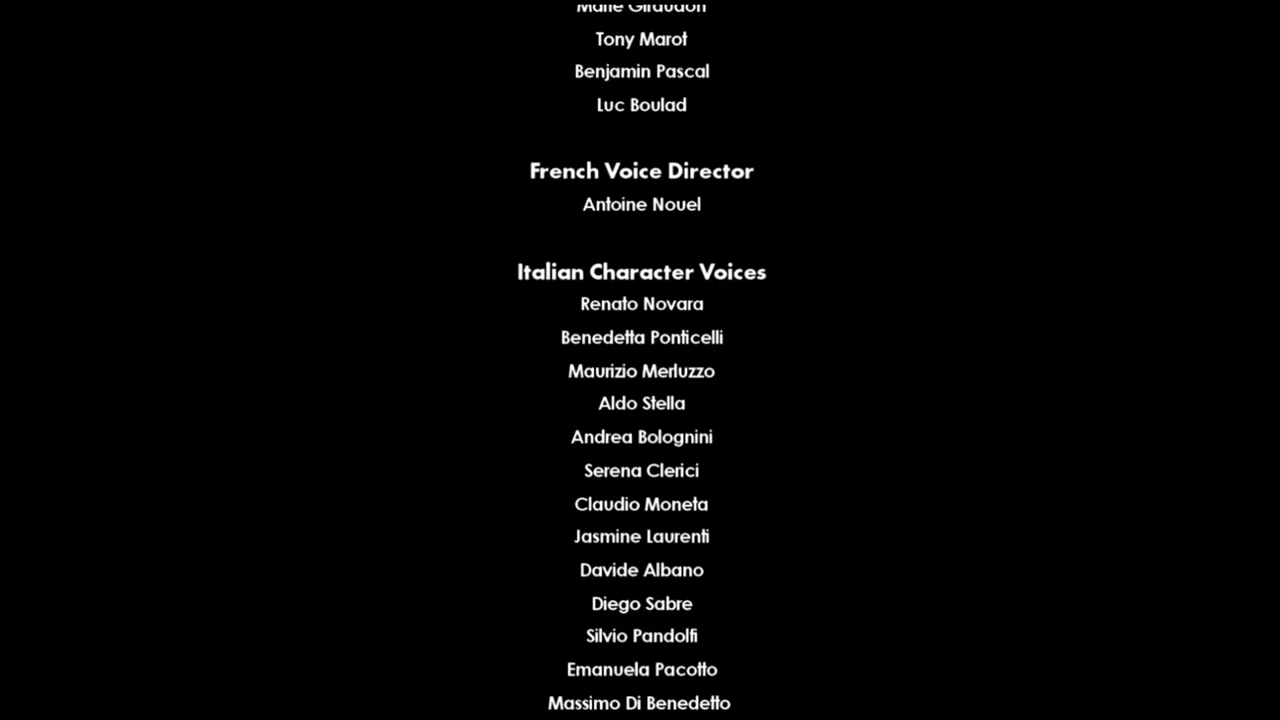 Marie Giraudon
Tony Marot
Benjamin Pascal
Luc Boulad
French Voice Director
Antoine Nouel
Italian Character Voices
Renato Novara
Benedetta Ponticelli
Maurizio Merluzzo
Aldo Stella
Andrea Bolognini
Serena Clerici
Claudio Moneta
Jasmine Laurenti
Davide Albano
Diego Sabre
Silvio Pandolfi
Emanuela Pacotto
Massimo Di Benedetto